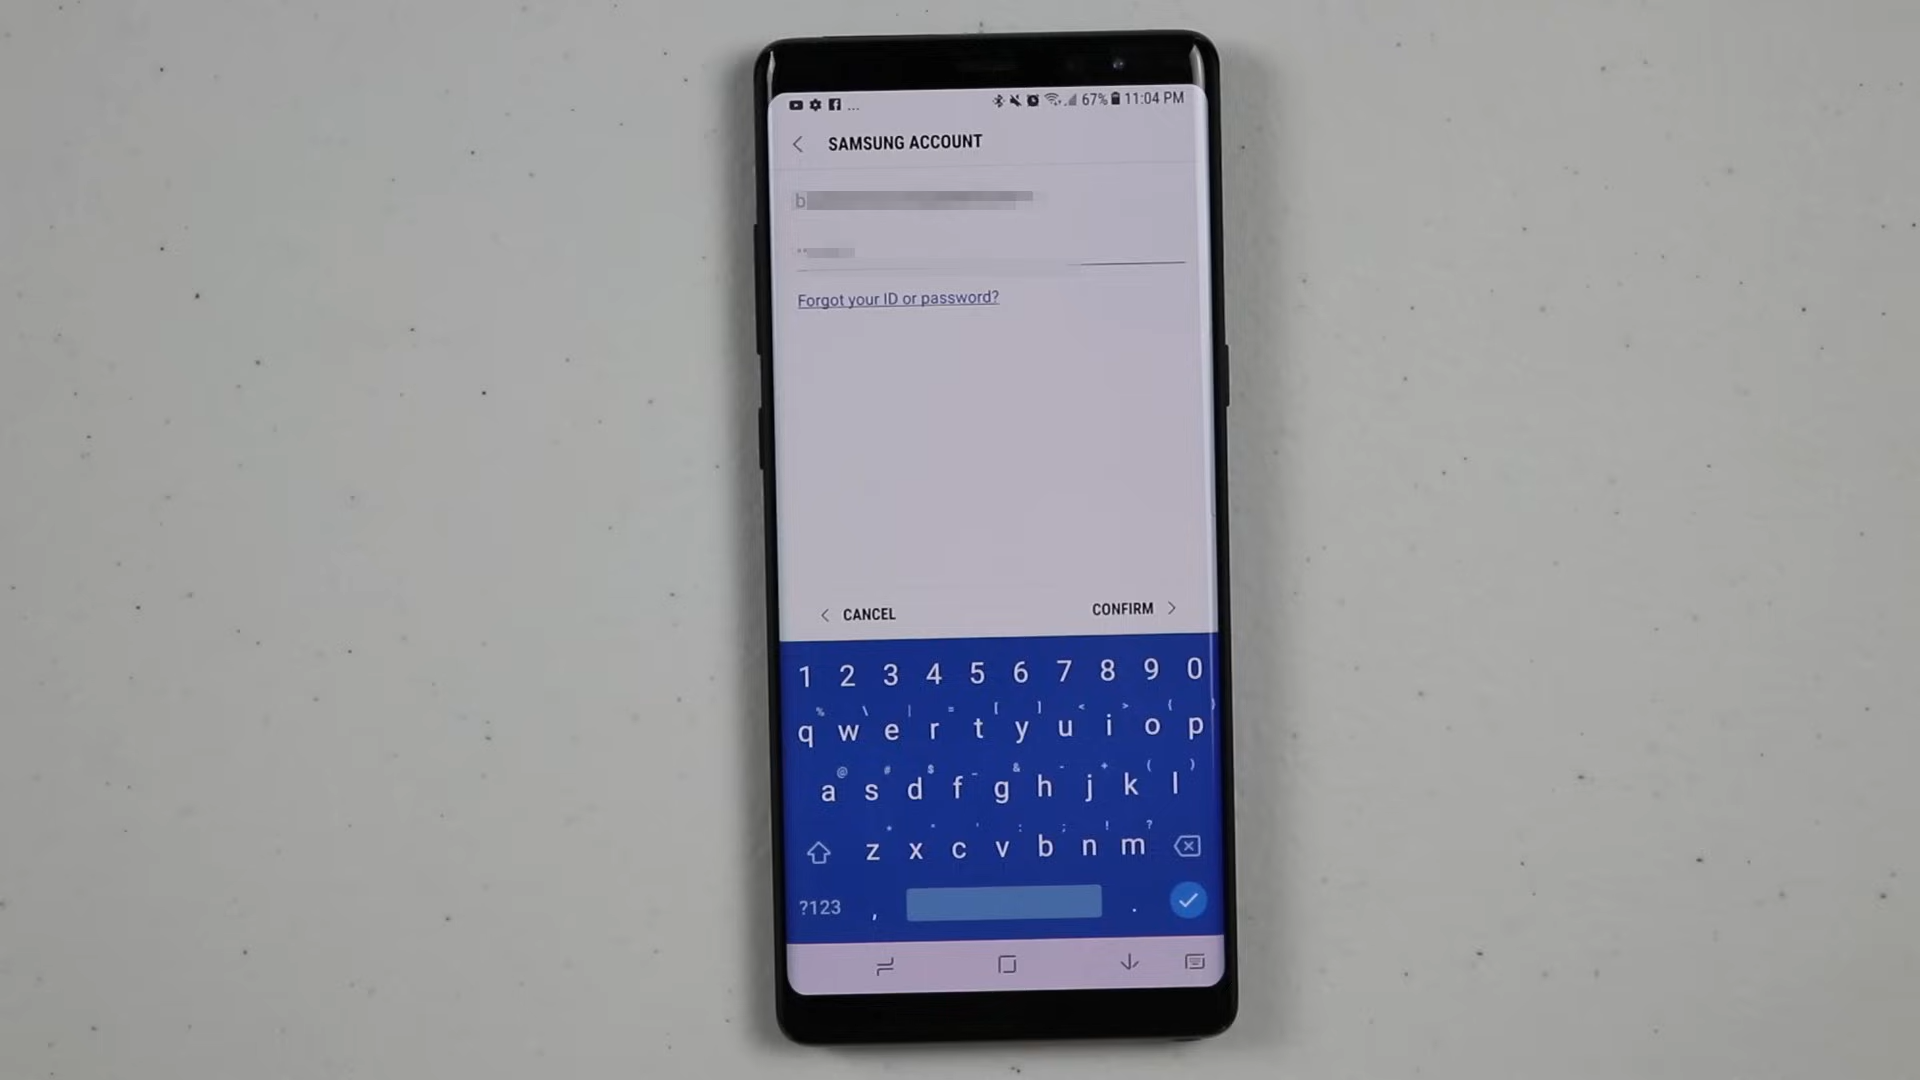 ... 67% 11:04 PM
SAMSUNG ACCOUNT
b
Forgot your ID or password?
CANCEL CONFIRM
1 2 3 4 5 6 7 8 9 0
% \ | = [ ] < > {
q w e r t y u i o p
@ # $ _ & - + ( )
a s d f g h j k l
* " ' : ; ! ?
z x c v b n m
?123 , .